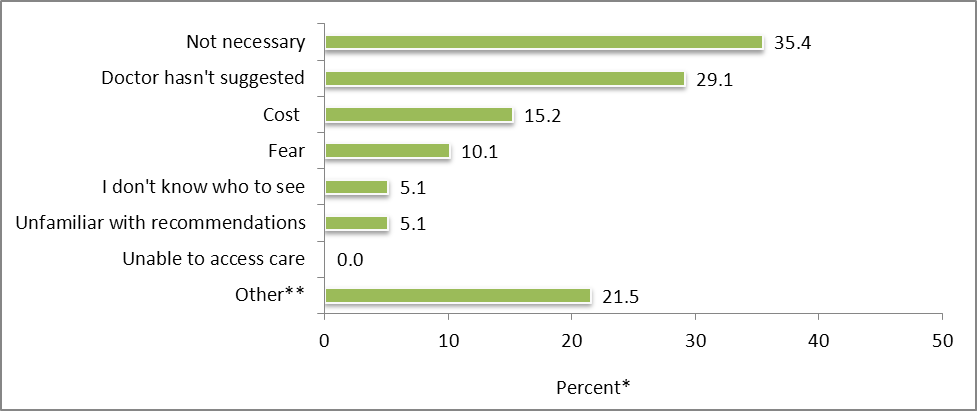 Not necessary 35.4
Doctor hasn't suggested 29.1
Cost 15.2
Fear 10.1
I don't know who to see 5.1
Unfamiliar with recommendations 5.1
Unable to access care 0.0
Other** 21.5
0 10 20 30 40 50
Percent*